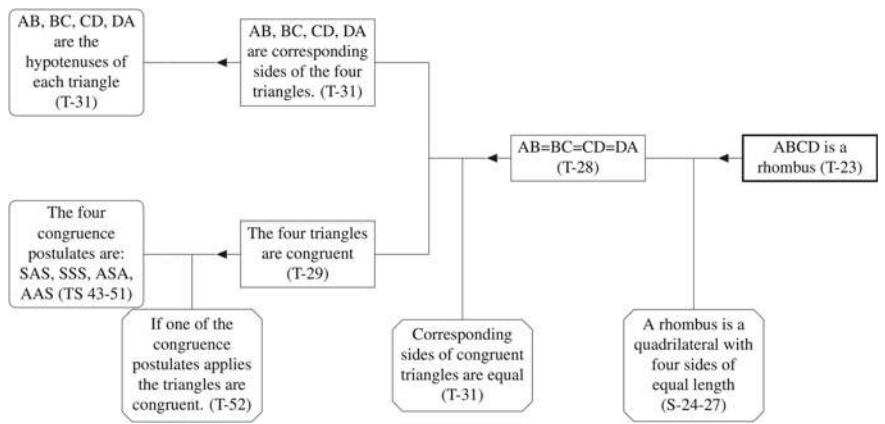 AB, BC, CD, DA
are the
hypotenuses of
each triangle
(T-31)
AB, BC, CD, DA
are corresponding
sides of the four
triangles. (T-31)
AB=BC=CD=DA
(T-28)
ABCD is a
rhombus (T-23)
The four
congruence
postulates are:
SAS, SSS, ASA,
AAS (TS 43-51)
The four triangles
are congruent
(T-29)
If one of the
congruence
postulates applies
the triangles are
congruent. (T-52)
Corresponding
sides of congruent
triangles are equal
(T-31)
A rhombus is a
quadrilateral with
four sides of
equal length
(S-24-27)